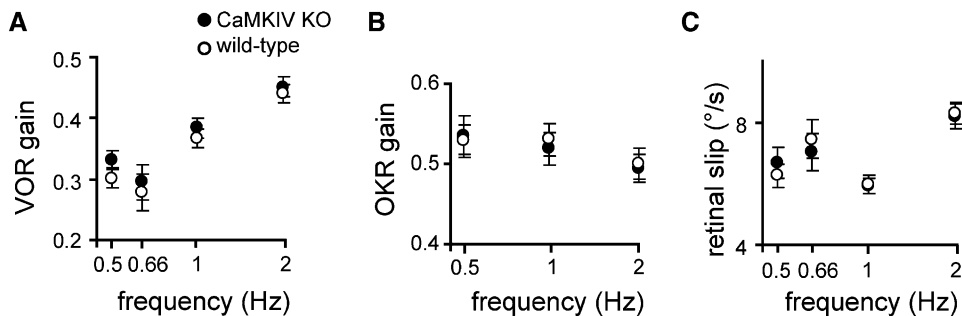 A
CaMKIV KO
wild-type
VOR gain
0.5
0.4
0.3
0.2
0.5 0.66 1 2
frequency (Hz)
B
OKR gain
0.6
0.5
0.4
0.5 1 2
frequency (Hz)
C
retinal slip (°/s)
8
4
0.5 0.66 1 2
frequency (Hz)